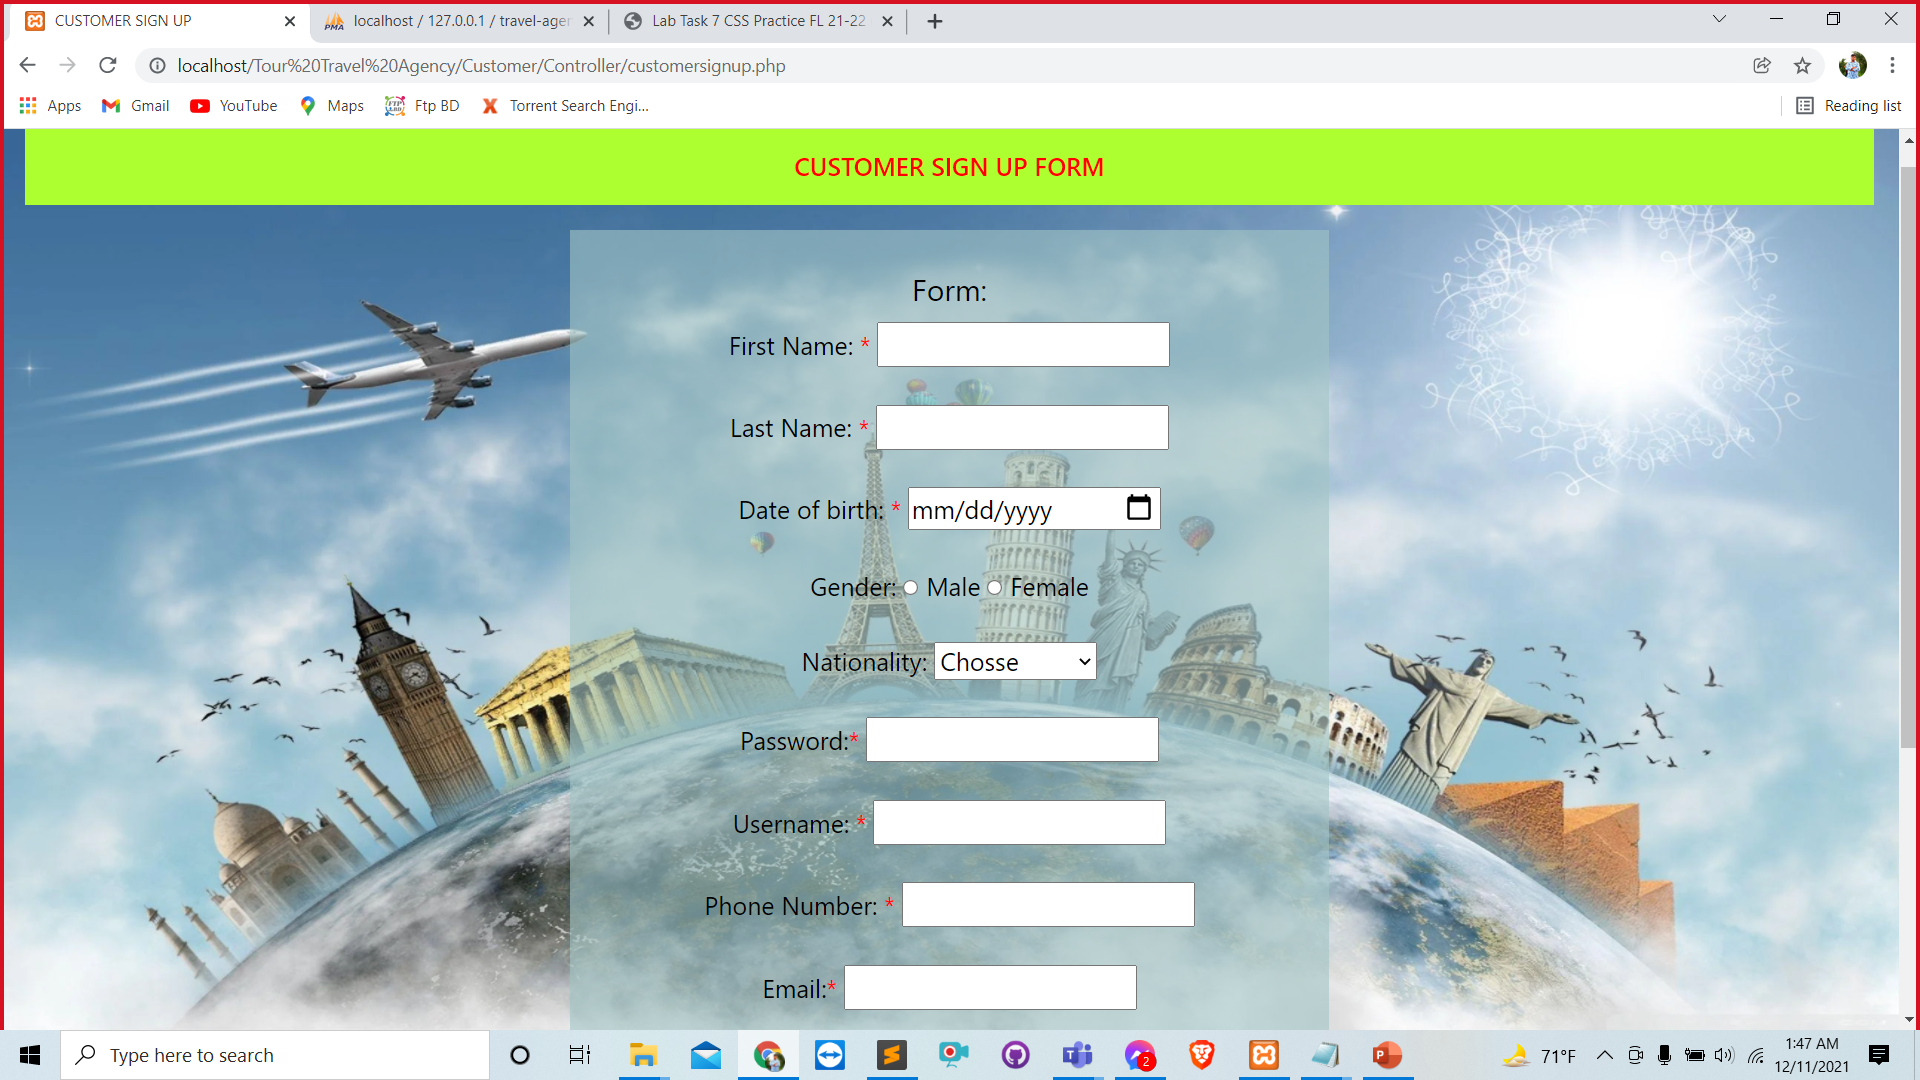 CUSTOMER SIGN UP
localhost / 127.0.0.1 / travel-agen
Lab Task 7 CSS Practice FL 21-22
localhost/Tour%20Travel%20Agency/Customer/Controller/customersignup.php
Apps Gmail YouTube Maps Ftp BD Torrent Search Engi... Reading list
CUSTOMER SIGN UP FORM
Form:
First Name: *
Last Name: *
Date of birth: * mm/dd/yyyy
Gender: Male Female
Nationality: Chosse
Password:*
Username: *
Phone Number: *
Email:*
Type here to search
2
71°F
1:47 AM
12/11/2021